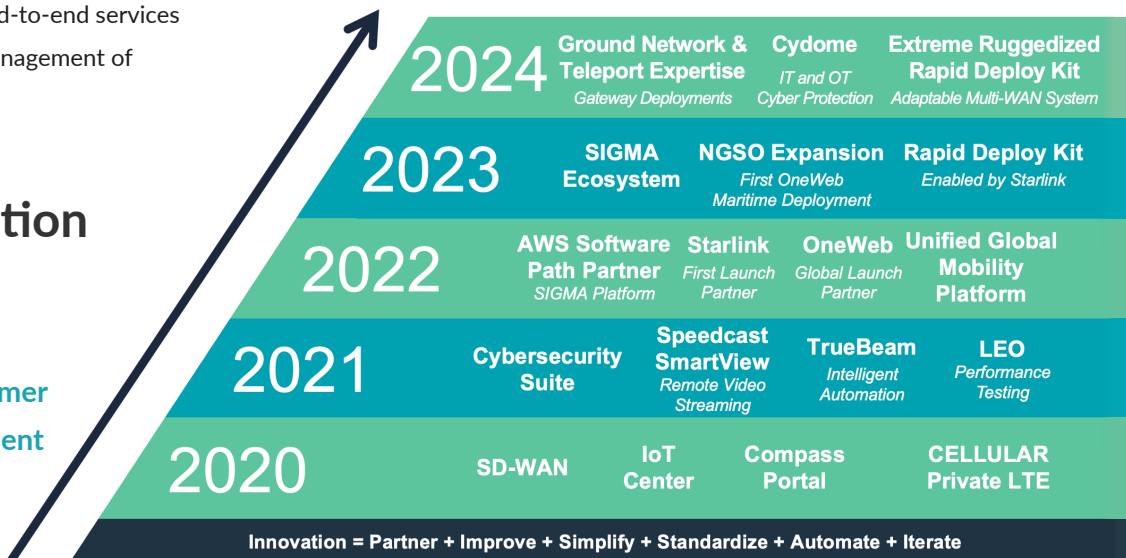 d-to-end services
nagement of
tion
mer
ent
2024
Ground Network &
Teleport Expertise
Gateway Deployments
Cydome
IT and OT
Cyber Protection
Extreme Ruggedized
Rapid Deploy Kit
Adaptable Multi-WAN System
2023
SIGMA
Ecosystem
NGSO Expansion
First OneWeb
Maritime Deployment
Rapid Deploy Kit
Enabled by Starlink
2022
AWS Software
Path Partner
SIGMA Platform
Starlink
First Launch
Partner
OneWeb
Global Launch
Partner
Unified Global
Mobility
Platform
2021
Cybersecurity
Suite
Speedcast
SmartView
Remote Video
Streaming
TrueBeam
Intelligent
Automation
LEO
Performance
Testing
2020
SD-WAN
IoT
Center
Compass
Portal
CELLULAR
Private LTE
Innovation = Partner + Improve + Simplify + Standardize + Automate + Iterate